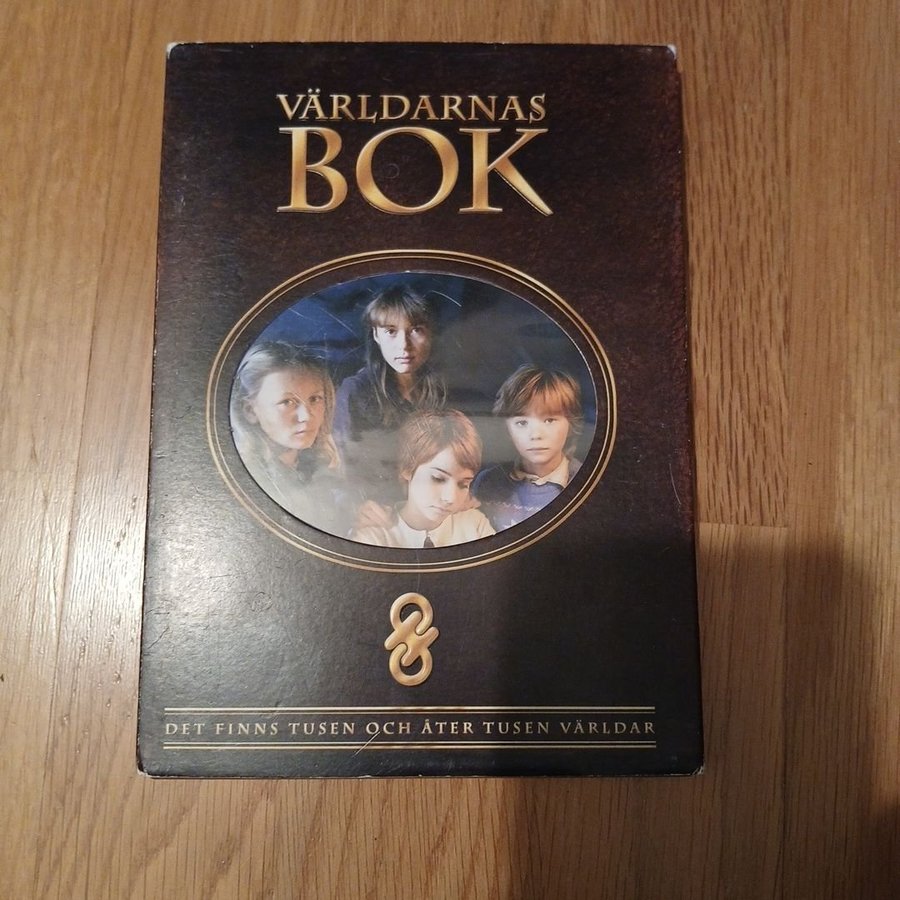 VÄRLDARNAS
BOK
DET FINNS TUSEN OCH ÅTER TUSEN VÄRLDAR